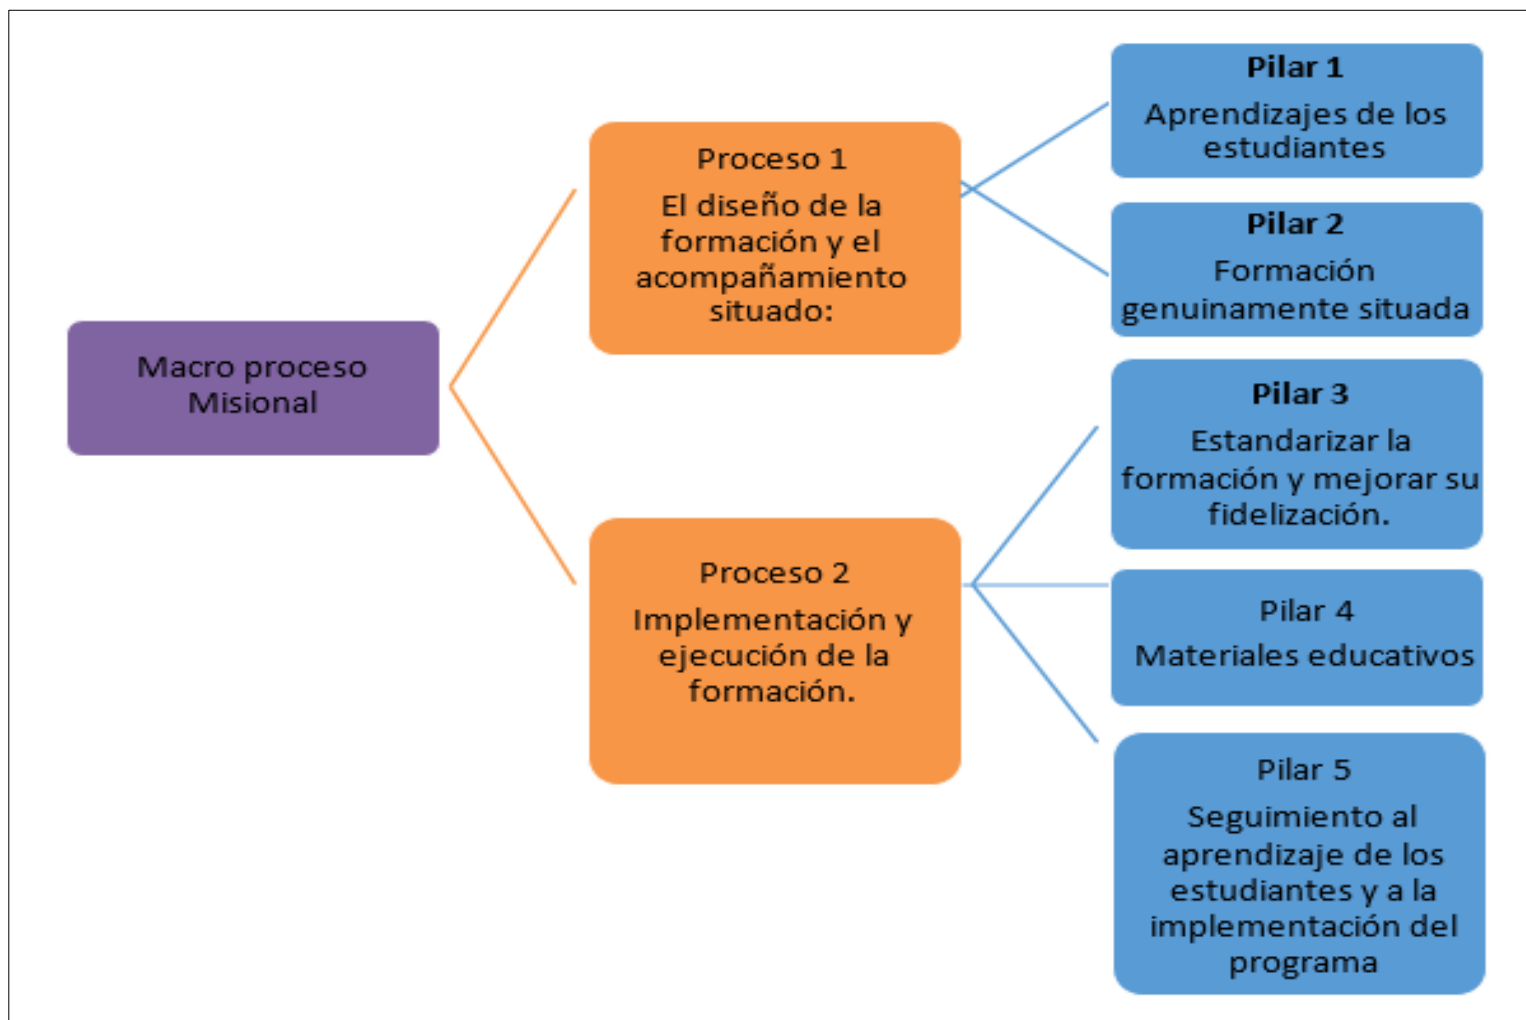 Macro proceso
Misional
Proceso 1
El diseño de la
formación y el
acompañamiento
situado:
Proceso 2
Implementación y
ejecución de la
formación.
Pilar 1
Aprendizajes de los
estudiantes
Pilar 2
Formación
genuinamente situada
Pilar 3
Estandarizar la
formación y mejorar su
fidelización.
Pilar 4
Materiales educativos
Pilar 5
Seguimiento al
aprendizaje de los
estudiantes y a la
implementación del
programa